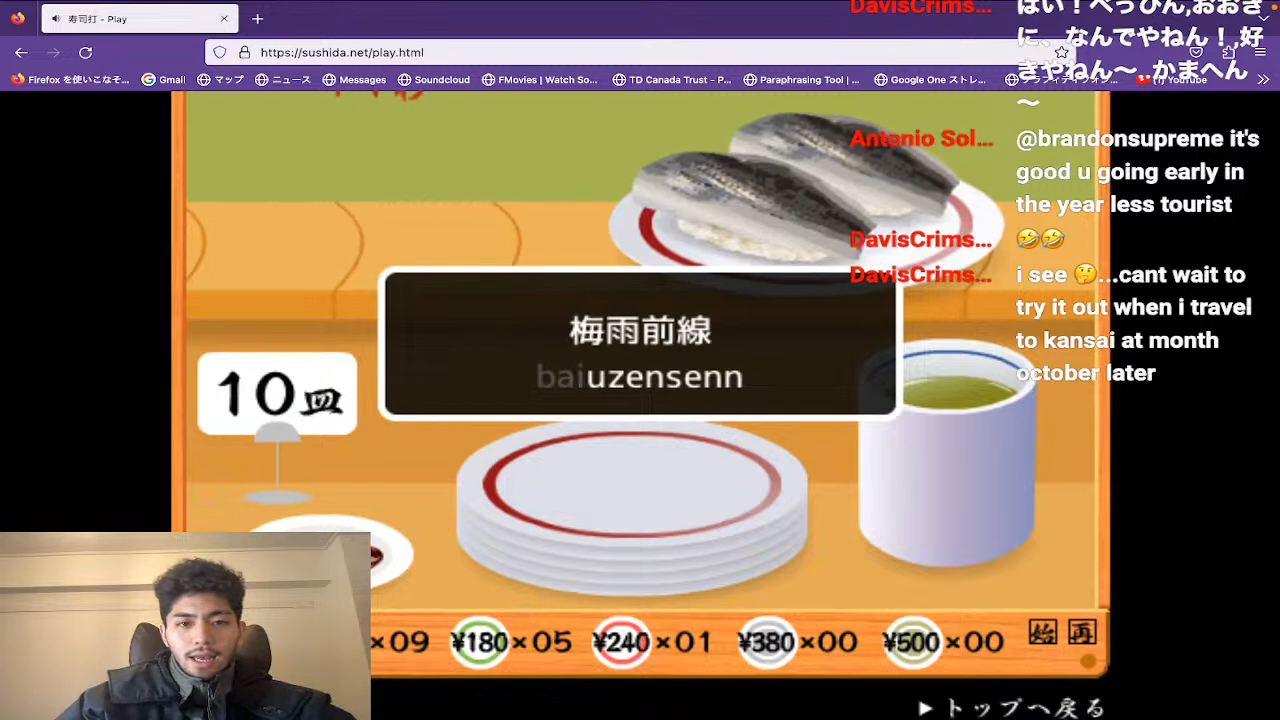 寿司打 - Play
https://sushida.net/play.html
Firefox を使いこなそ...
Gmail
マップ
ニュース
Messages
Soundcloud
FMovies | Watch So...
TD Canada Trust - P...
Paraphrasing Tool |...
Google One ストレ...
YouTube
DavisCrims...
はい！べっぴん,おおき
に、なんでやねん！,好
きやねん〜..かまへん
〜
Antonio Sol...
@brandonsupreme it's
good u going early in
the year less tourist
DavisCrims...
🤣🤣
DavisCrims...
i see 🤔...cant wait to
try it out when i travel
to kansai at month
october later
梅雨前線
baiuzensenn
10皿
×09
¥180×05
¥240×01
¥380×00
¥500×00
始
再
▶トップへ戻る